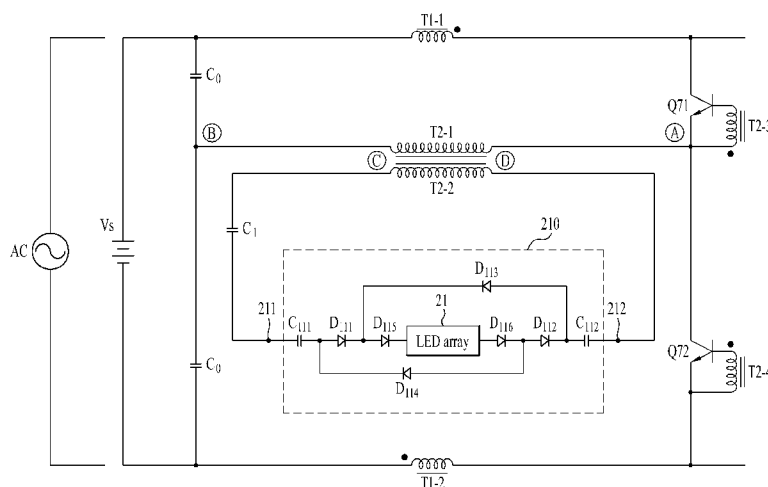 T1-1
C0
Q71
T2-3
B
T2-1
A
C
D
T2-2
Vs
C1
210
AC
D113
211
21
212
C111
D111
D115
LED array
D116
D112
C112
D114
C0
Q72
T2-4
T1-2